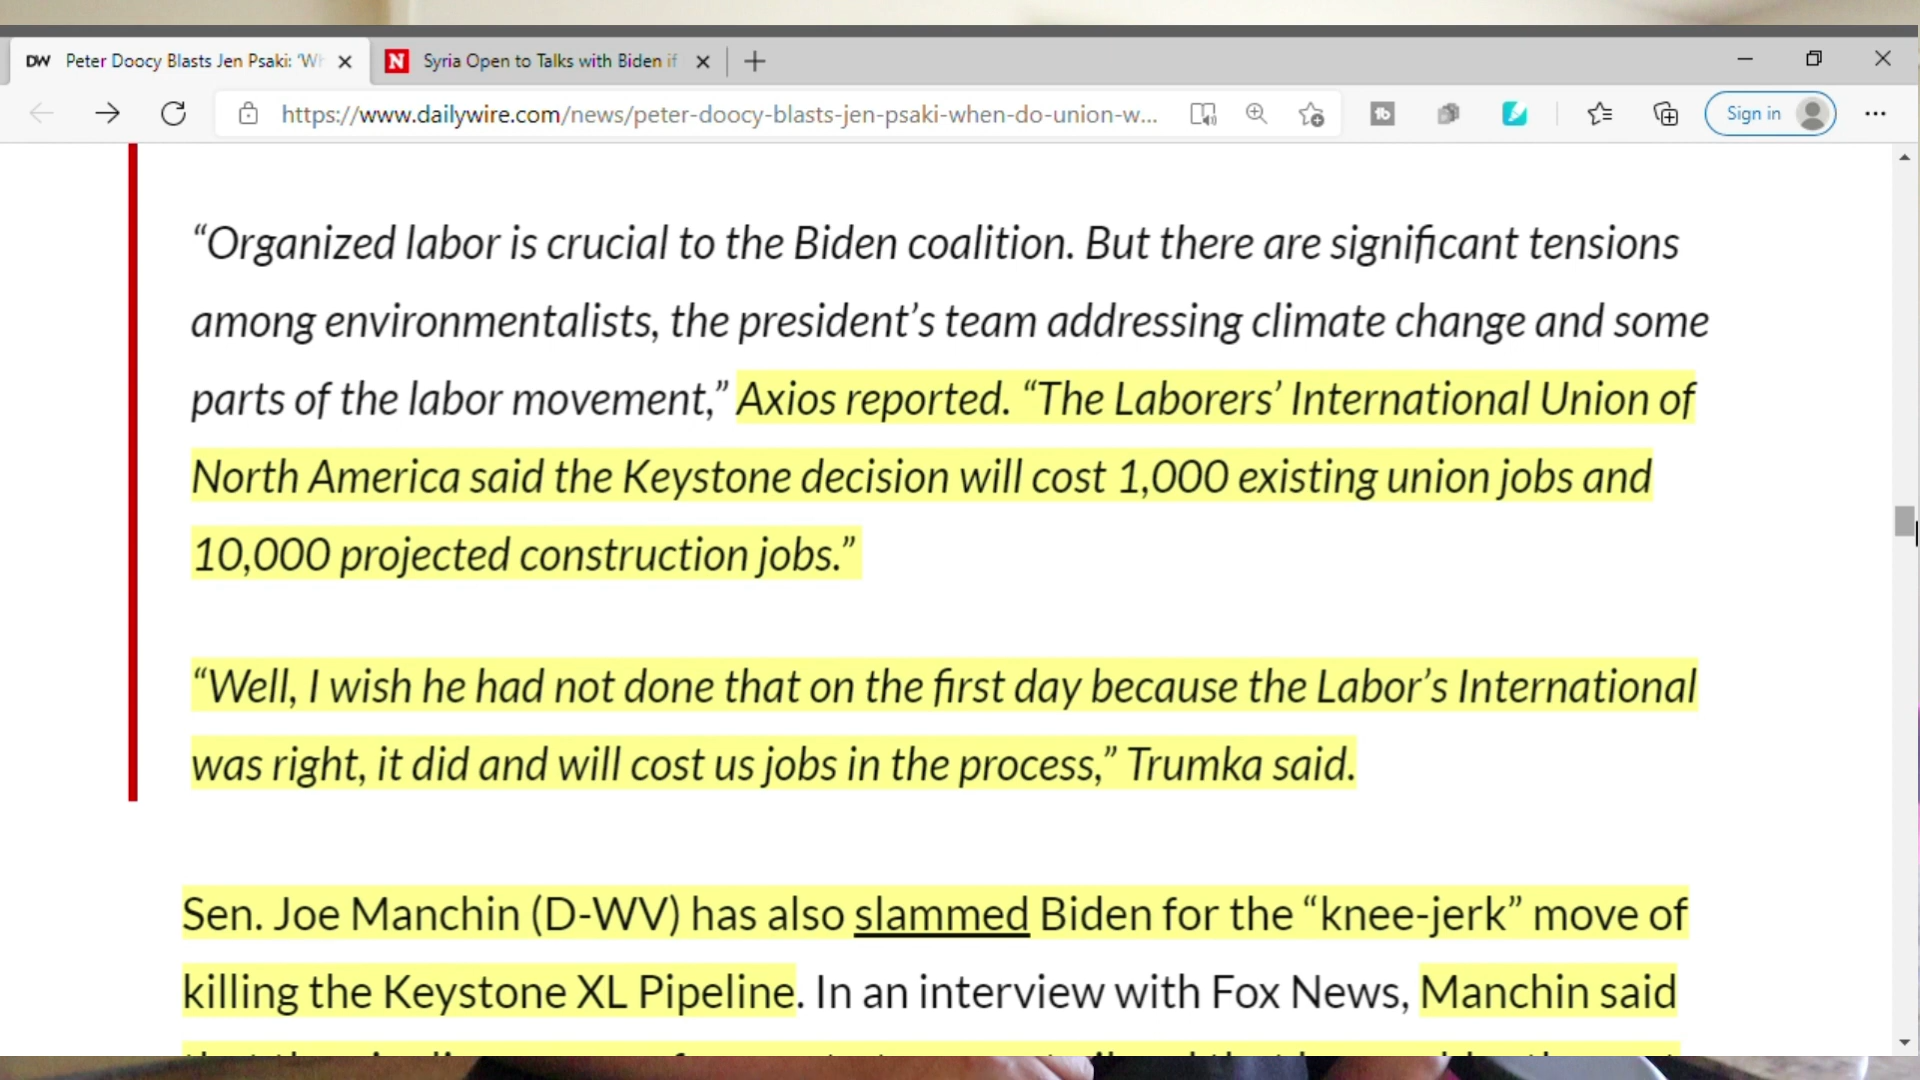 DW Peter Doocy Blasts Jen Psaki: 'Wh
N Syria Open to Talks with Biden if
https://www.dailywire.com/news/peter-doocy-blasts-jen-psaki-when-do-union-w...
Sign in
“Organized labor is crucial to the Biden coalition. But there are significant tensions
among environmentalists, the president’s team addressing climate change and some
parts of the labor movement,” Axios reported. “The Laborers’ International Union of
North America said the Keystone decision will cost 1,000 existing union jobs and
10,000 projected construction jobs.”
“Well, I wish he had not done that on the first day because the Labor’s International
was right, it did and will cost us jobs in the process,” Trumka said.
Sen. Joe Manchin (D-WV) has also slammed Biden for the “knee-jerk” move of
killing the Keystone XL Pipeline. In an interview with Fox News, Manchin said